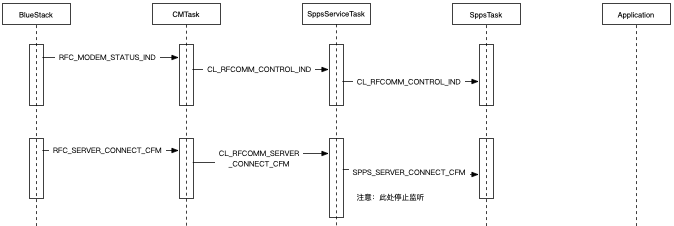 BlueStack
CMTask
SppsServiceTask
SppsTask
Application
RFC_MODEM_STATUS_IND
CL_RFCOMM_CONTROL_IND
CL_RFCOMM_CONTROL_IND
RFC_SERVER_CONNECT_CFM
CL_RFCOMM_SERVER
_CONNECT_CFM
SPPS_SERVER_CONNECT_CFM
注意：此处停止监听